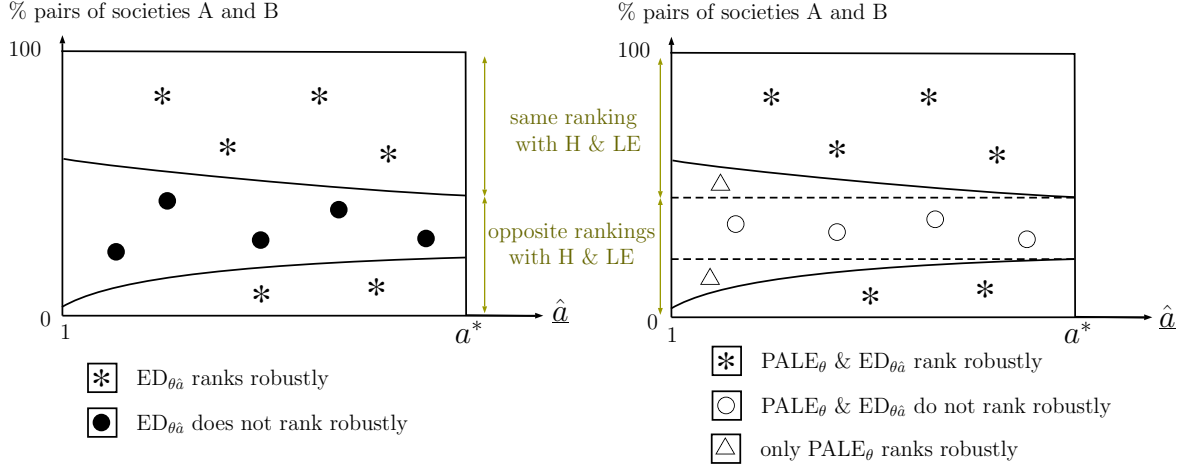 % pairs of societies A and B
100
0
1
a*
â
same ranking
with H & LE
opposite rankings
with H & LE
* ED_θâ ranks robustly
● ED_θâ does not rank robustly
% pairs of societies A and B
100
0
1
a*
â
* PALE_θ & ED_θâ rank robustly
○ PALE_θ & ED_θâ do not rank robustly
△ only PALE_θ ranks robustly